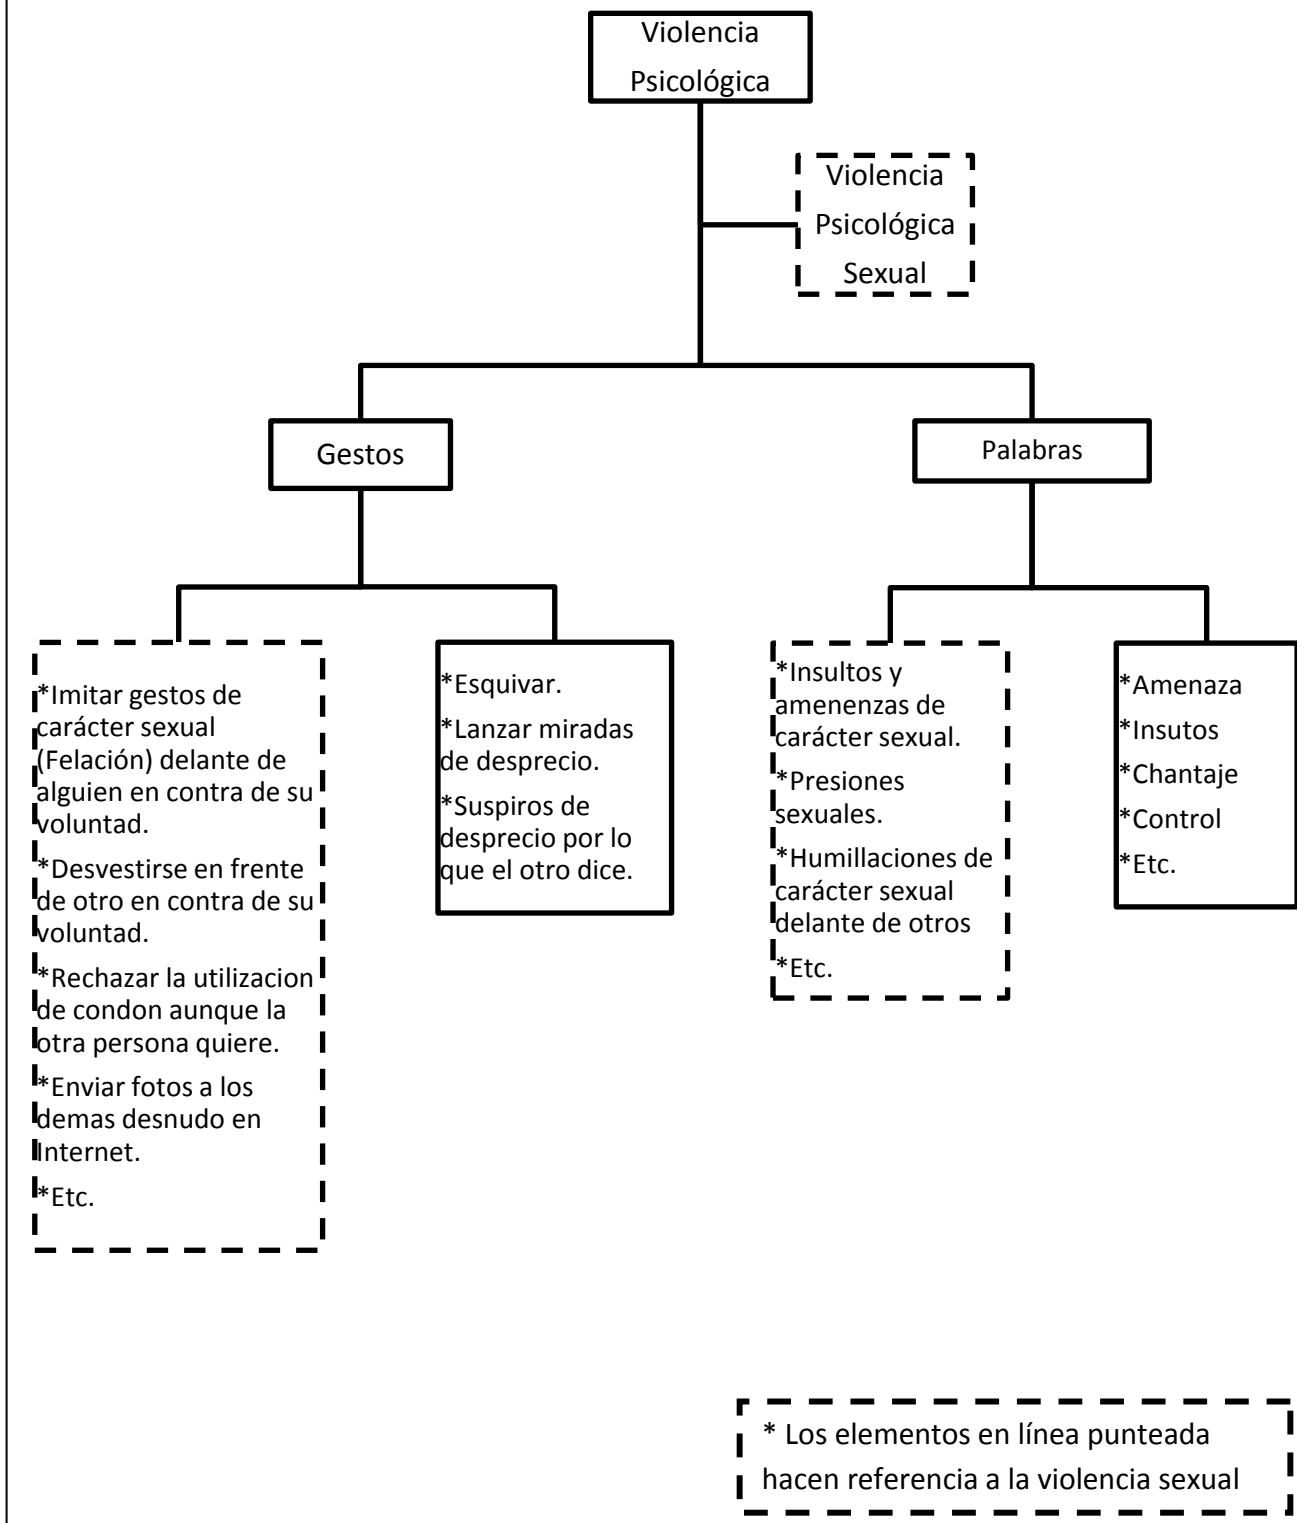 Violencia
Psicológica
Violencia
Psicológica
Sexual
Gestos
Palabras
*Imitar gestos de
carácter sexual
(Felación) delante de
alguien en contra de su
voluntad.
*Desvestirse en frente
de otro en contra de su
voluntad.
*Rechazar la utilizacion
de condon aunque la
otra persona quiere.
*Enviar fotos a los
demas desnudo en
Internet.
*Etc.
*Esquivar.
*Lanzar miradas
de desprecio.
*Suspiros de
desprecio por lo
que el otro dice.
*Insultos y
amenenzas de
carácter sexual.
*Presiones
sexuales.
*Humillaciones de
carácter sexual
delante de otros
*Etc.
*Amenaza
*Insutos
*Chantaje
*Control
*Etc.
* Los elementos en línea punteada
hacen referencia a la violencia sexual